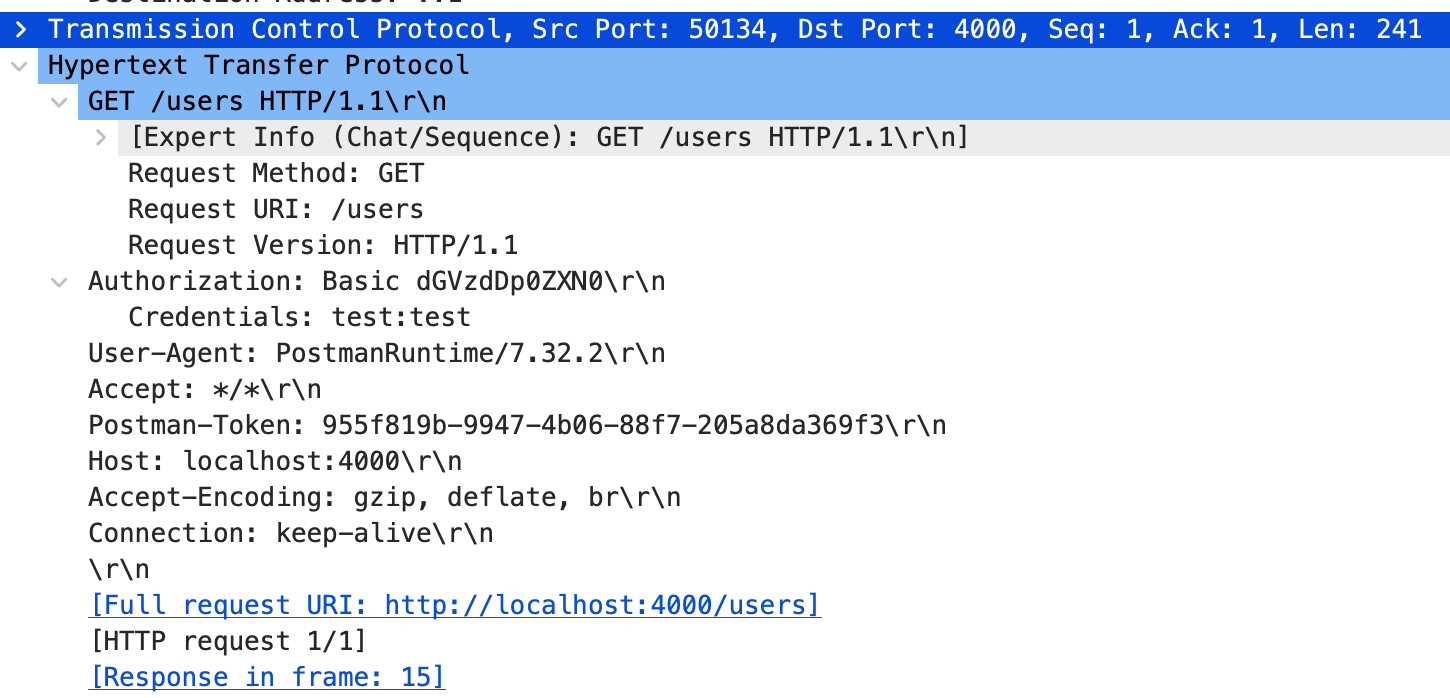 Transmission Control Protocol, Src Port: 50134, Dst Port: 4000, Seq: 1, Ack: 1, Len: 241
Hypertext Transfer Protocol
GET /users HTTP/1.1\r\n
[Expert Info (Chat/Sequence): GET /users HTTP/1.1\r\n]
Request Method: GET
Request URI: /users
Request Version: HTTP/1.1
Authorization: Basic dGVzdDp0ZXN0\r\n
Credentials: test:test
User-Agent: PostmanRuntime/7.32.2\r\n
Accept: */*\r\n
Postman-Token: 955f819b-9947-4b06-88f7-205a8da369f3\r\n
Host: localhost:4000\r\n
Accept-Encoding: gzip, deflate, br\r\n
Connection: keep-alive\r\n
\r\n
[Full request URI: http://localhost:4000/users]
[HTTP request 1/1]
[Response in frame: 15]